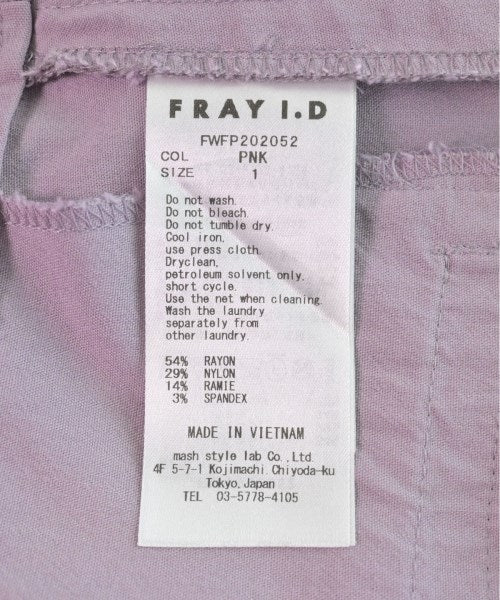 FRAY I.D
FWFP202052
COL PNK
SIZE 1
Do not wash.
Do not bleach.
Do not tumble dry.
Cool iron,
use press cloth.
Dryclean,
petroleum solvent only.
short cycle.
Use the net when cleaning.
Wash the laundry
separately from
other laundry.
54% RAYON
29% NYLON
14% RAMIE
3% SPANDEX
MADE IN VIETNAM
mash style lab Co.,Ltd.
4F 5-7-1 Kojimachi.Chiyoda-ku
Tokyo,Japan
TEL 03-5778-4105